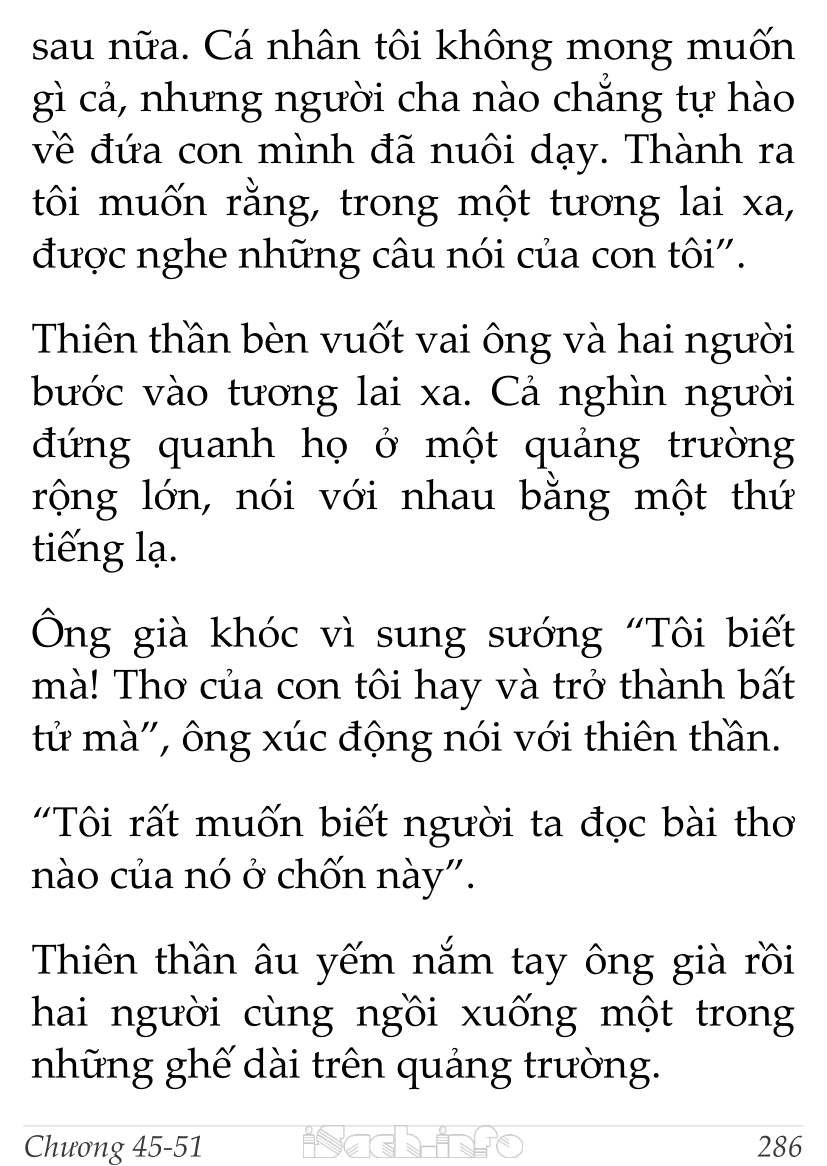 sau nữa. Cá nhân tôi không mong muốn
gì cả, nhưng người cha nào chẳng tự hào
về đứa con mình đã nuôi dạy. Thành ra
tôi muốn rằng, trong một tương lai xa,
được nghe những câu nói của con tôi”.
Thiên thần bèn vuốt vai ông và hai người
bước vào tương lai xa. Cả nghìn người
đứng quanh họ ở một quảng trường
rộng lớn, nói với nhau bằng một thứ
tiếng lạ.
Ông già khóc vì sung sướng “Tôi biết
mà! Thơ của con tôi hay và trở thành bất
tử mà”, ông xúc động nói với thiên thần.
“Tôi rất muốn biết người ta đọc bài thơ
nào của nó ở chốn này”.
Thiên thần âu yếm nắm tay ông già rồi
hai người cùng ngồi xuống một trong
những ghế dài trên quảng trường.
Chương 45-51 iSach.info 286